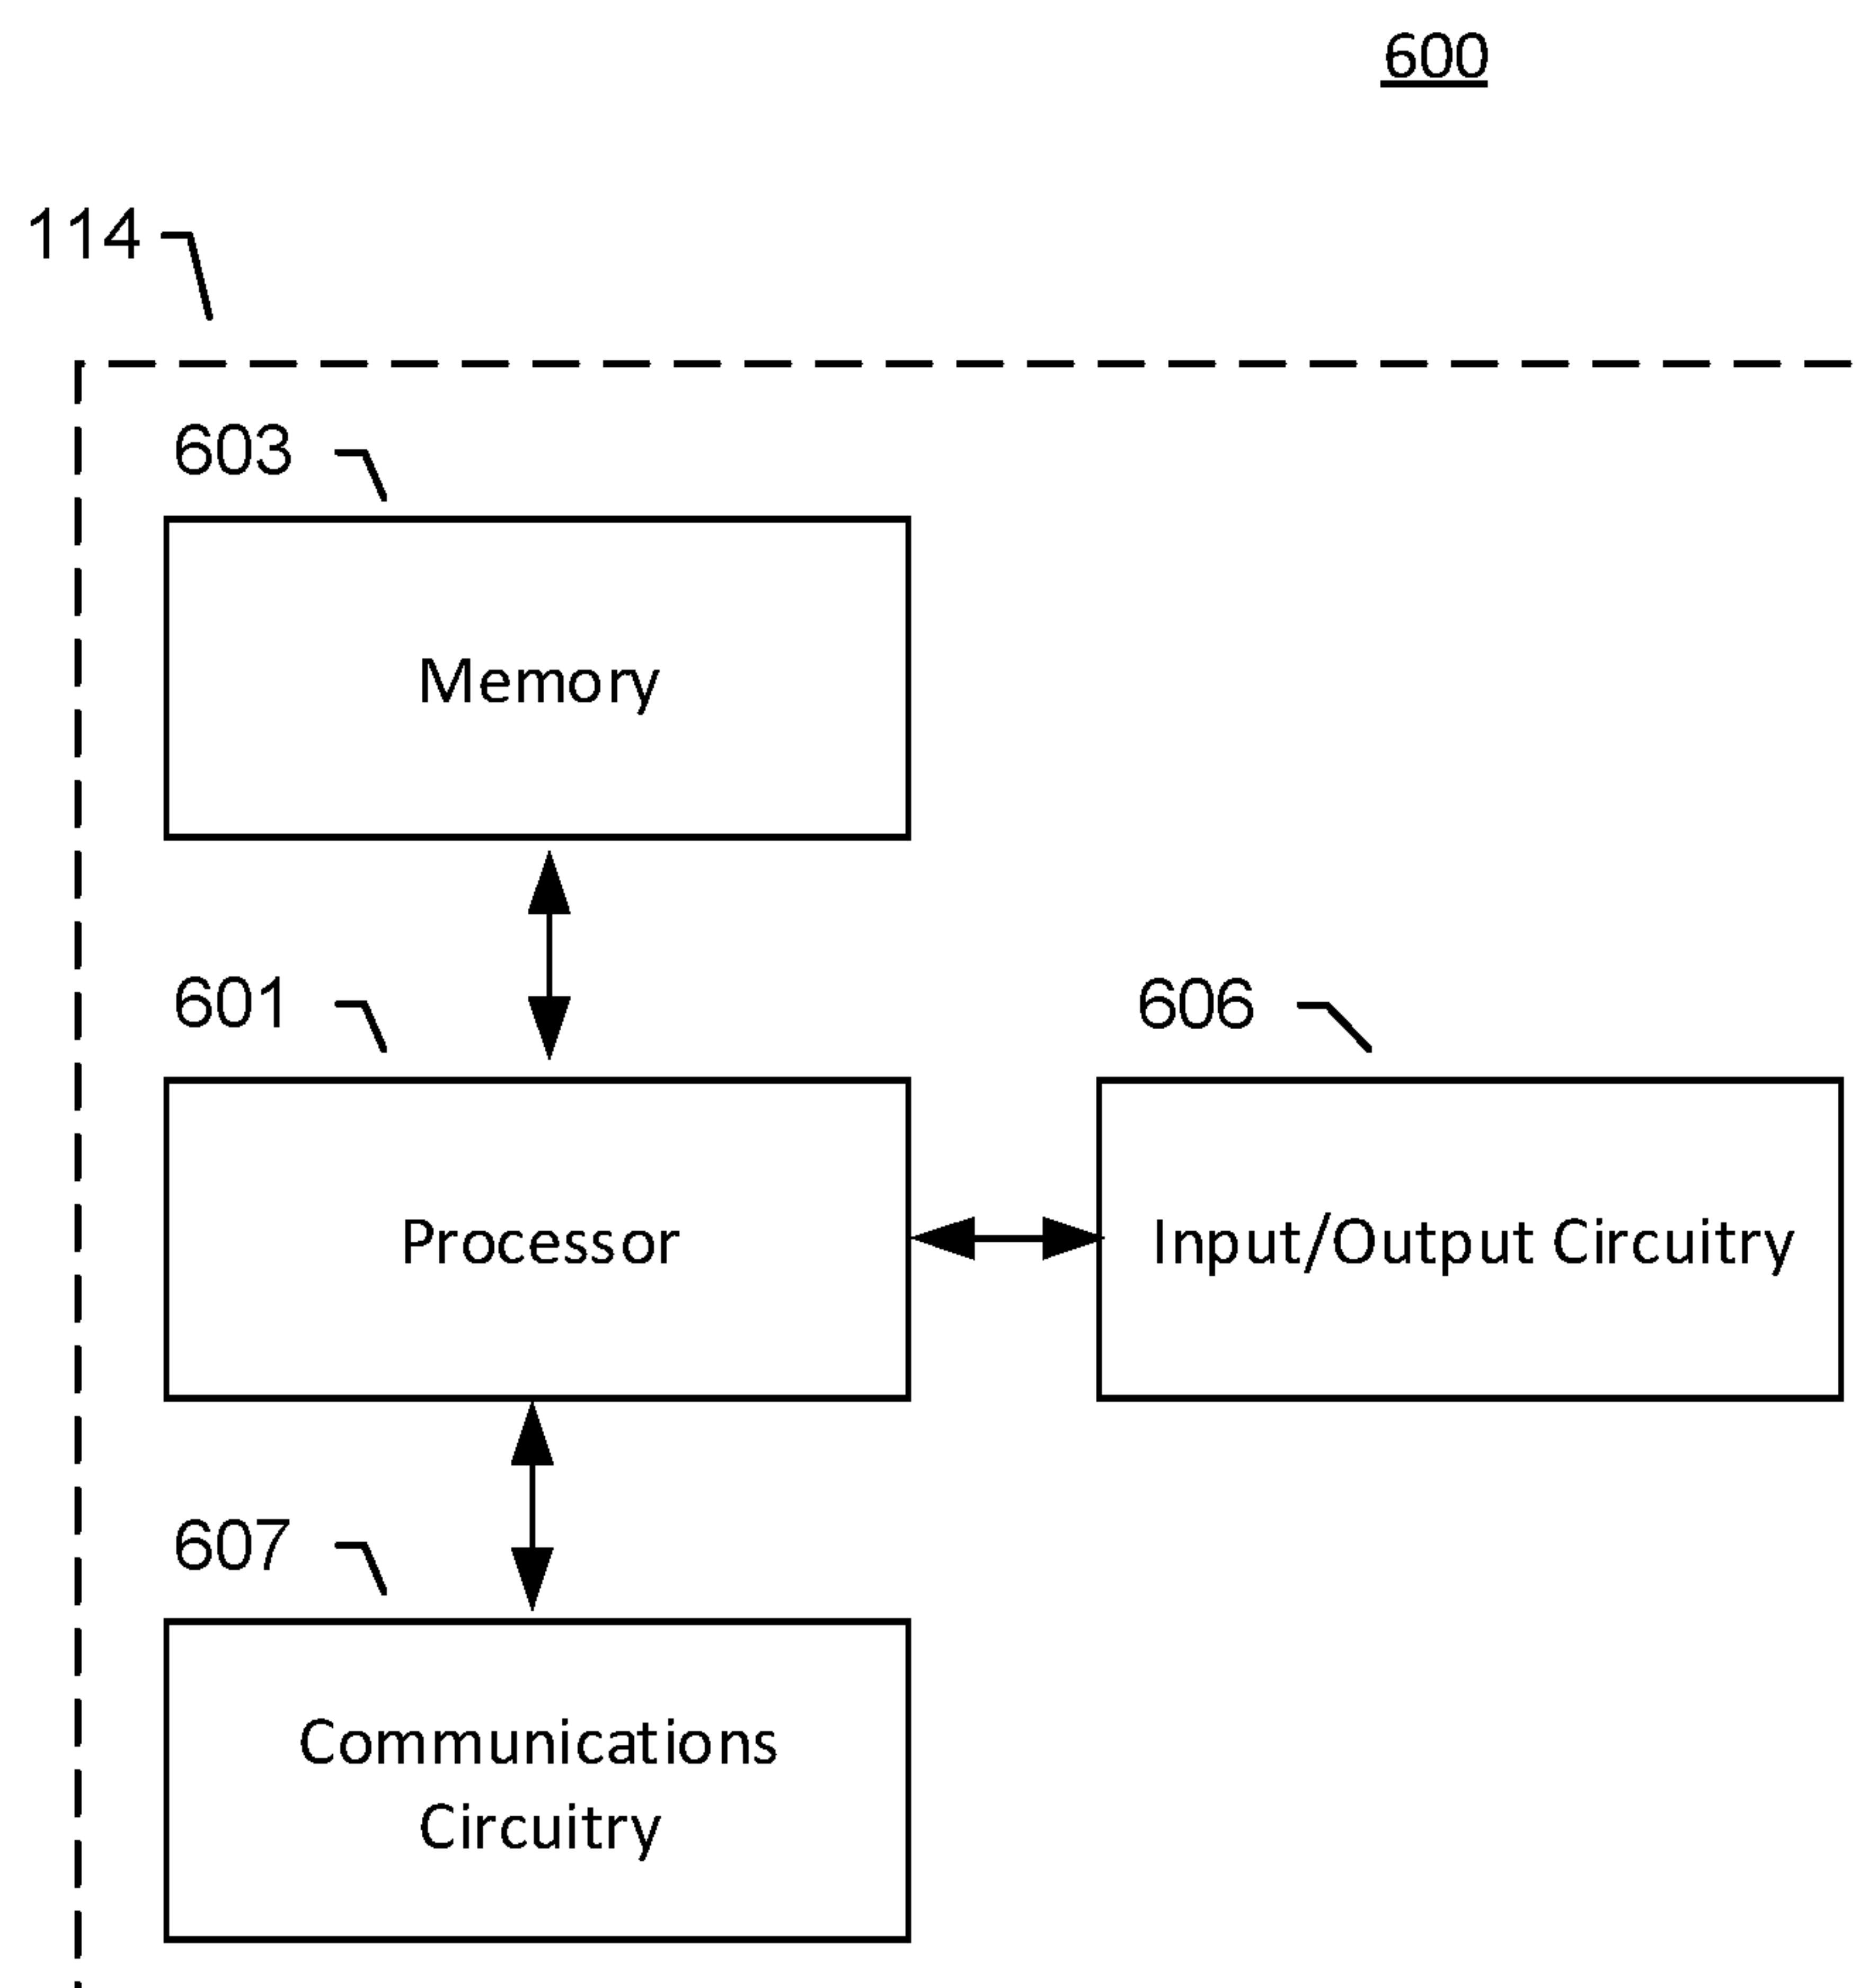 600
114
603
Memory
601
606
Processor
Input/Output Circuitry
607
Communications
Circuitry